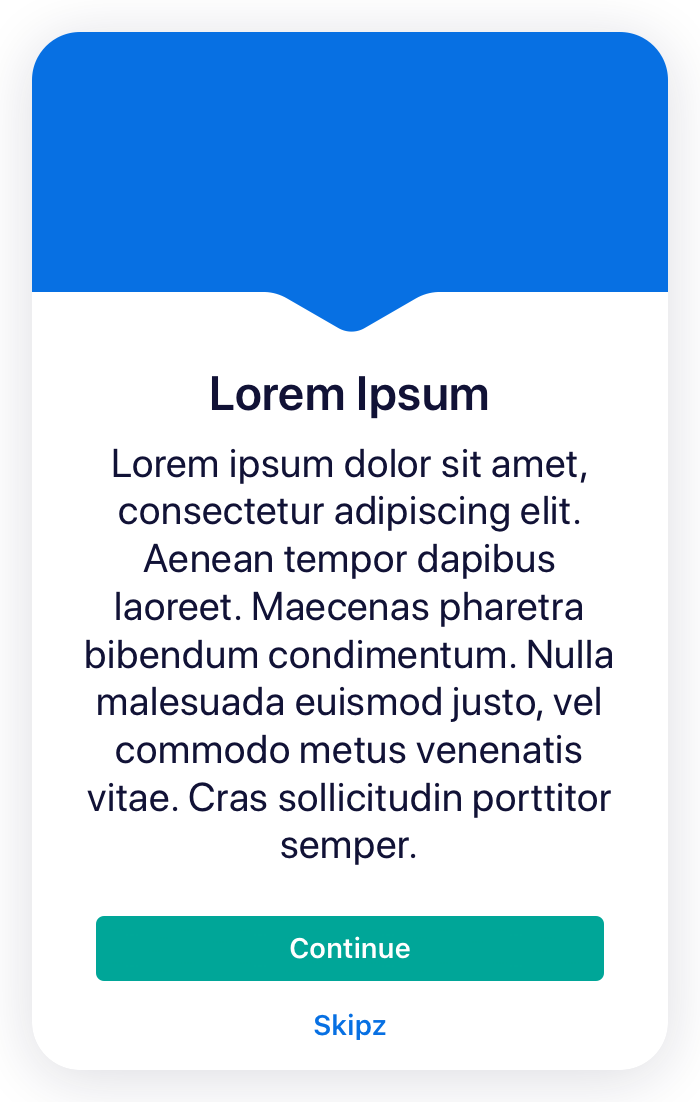 Lorem Ipsum
Lorem ipsum dolor sit amet,
consectetur adipiscing elit.
Aenean tempor dapibus
laoreet. Maecenas pharetra
bibendum condimentum. Nulla
malesuada euismod justo, vel
commodo metus venenatis
vitae. Cras sollicitudin porttitor
semper.
Continue
Skipz